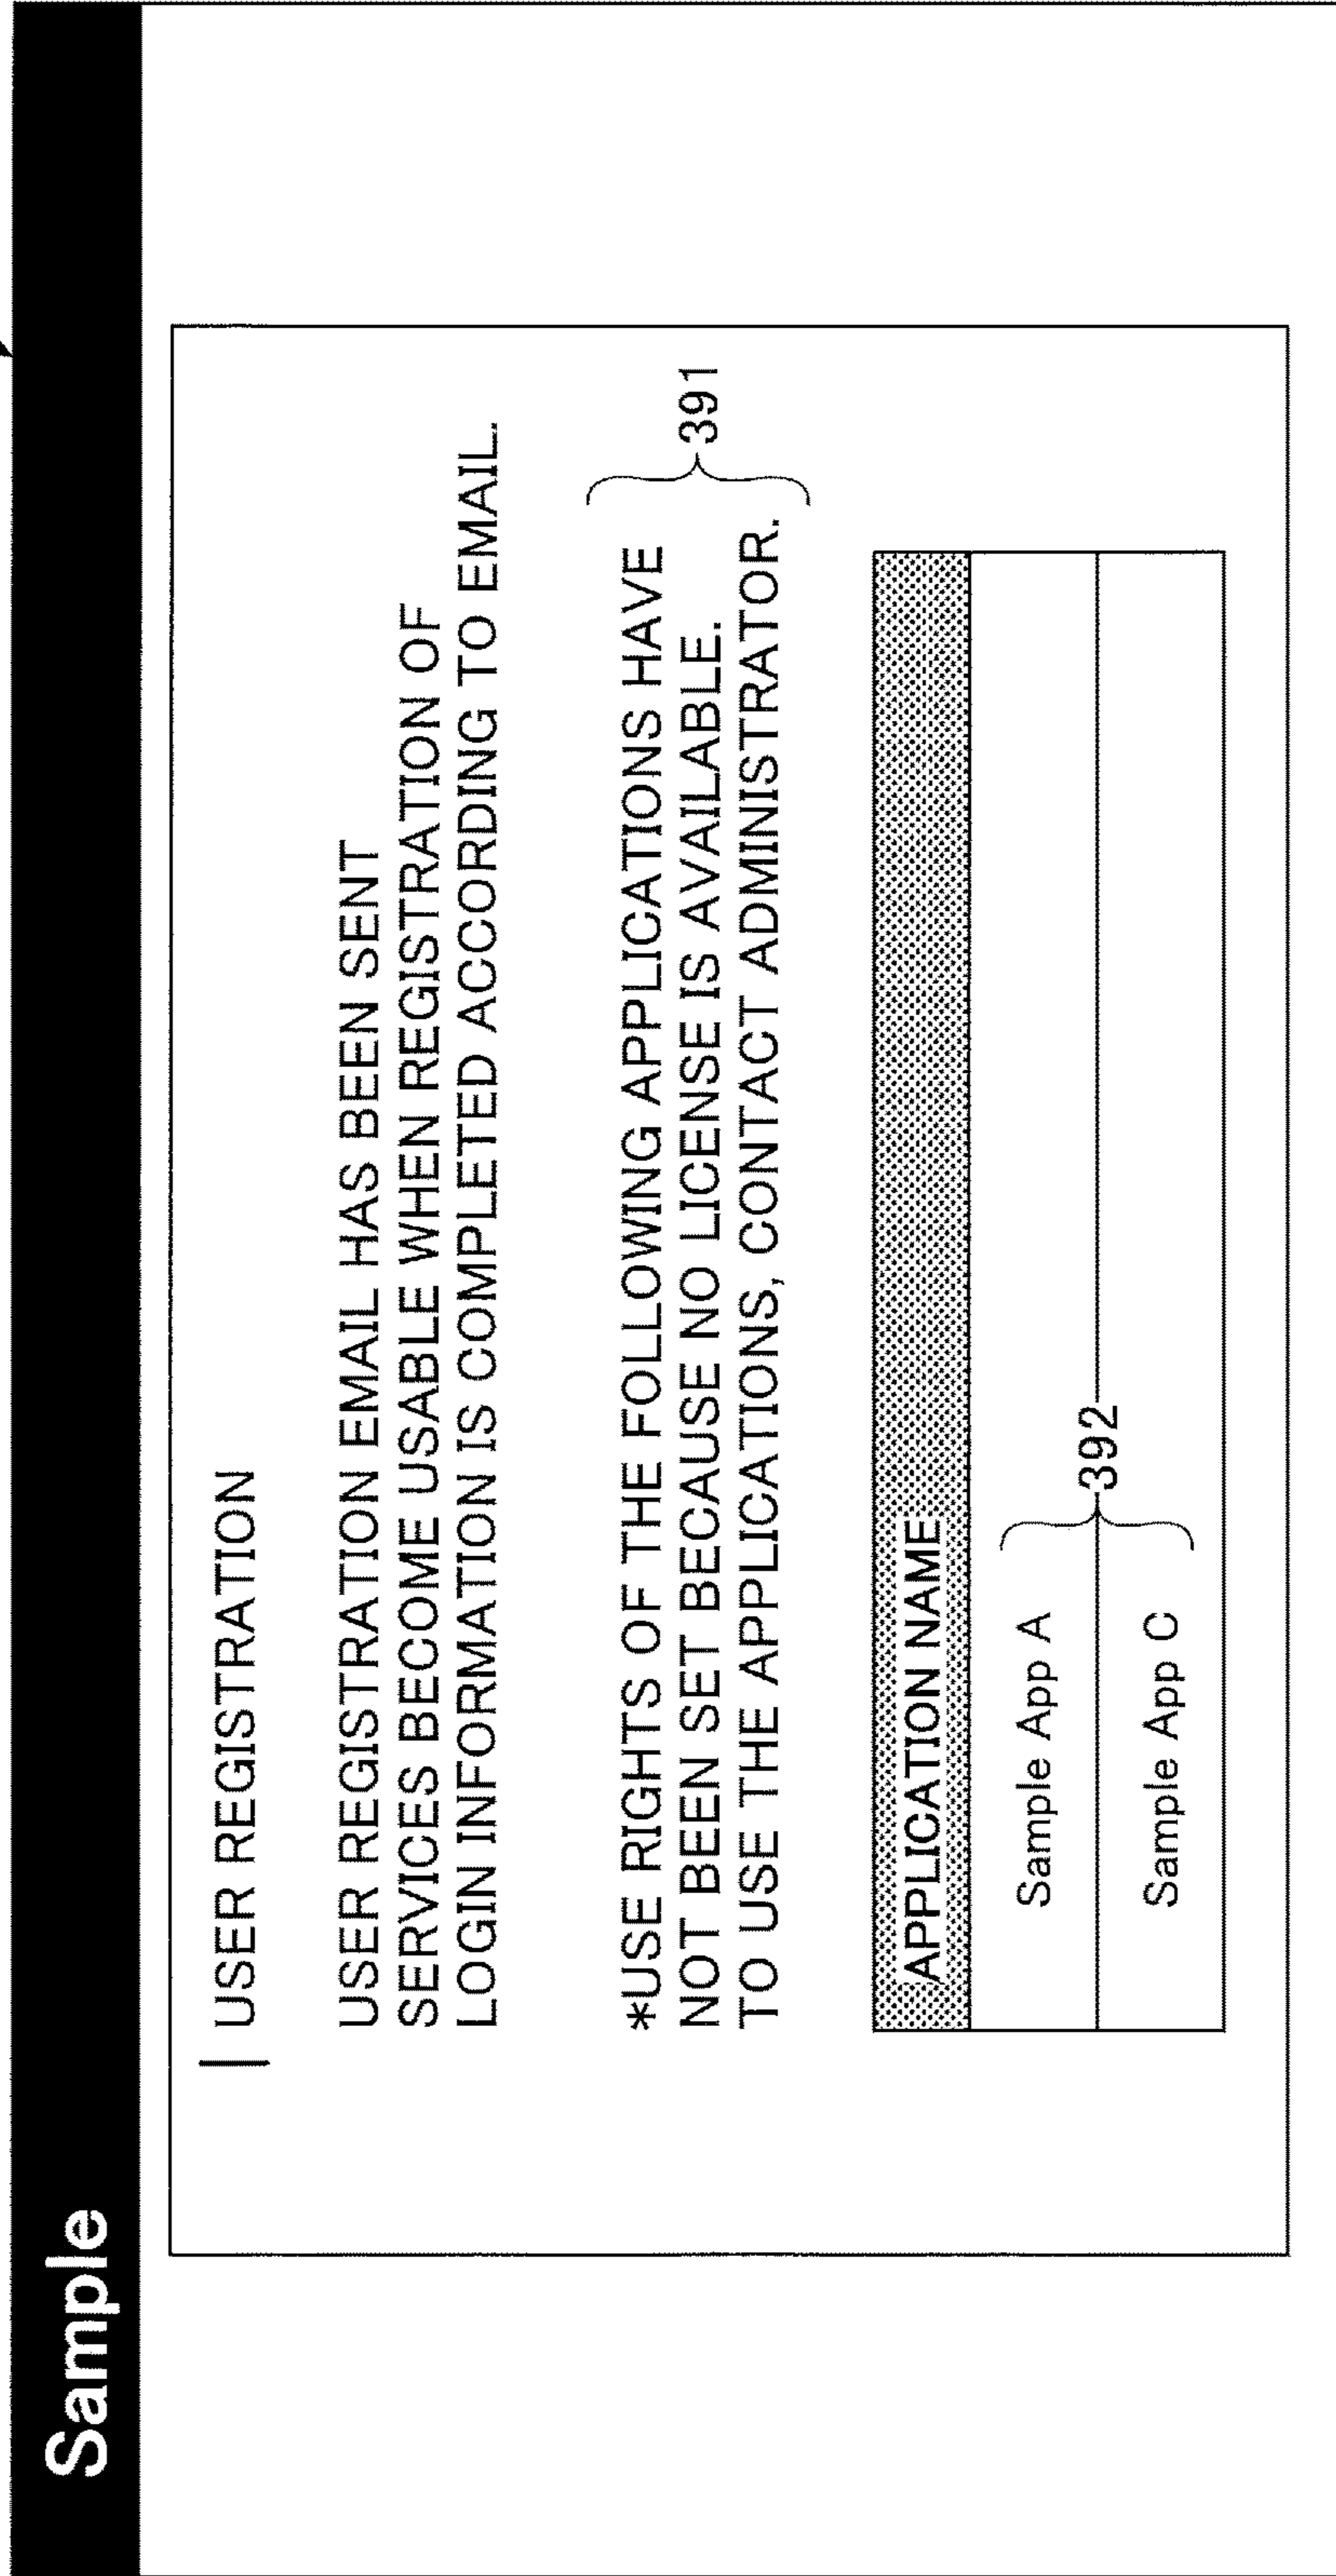 Sample
USER REGISTRATION
USER REGISTRATION EMAIL HAS BEEN SENT
SERVICES BECOME USABLE WHEN REGISTRATION OF
LOGIN INFORMATION IS COMPLETED ACCORDING TO EMAIL.
*USE RIGHTS OF THE FOLLOWING APPLICATIONS HAVE
NOT BEEN SET BECAUSE NO LICENSE IS AVAILABLE.
TO USE THE APPLICATIONS, CONTACT ADMINISTRATOR.
391
APPLICATION NAME
Sample App A
392
Sample App C